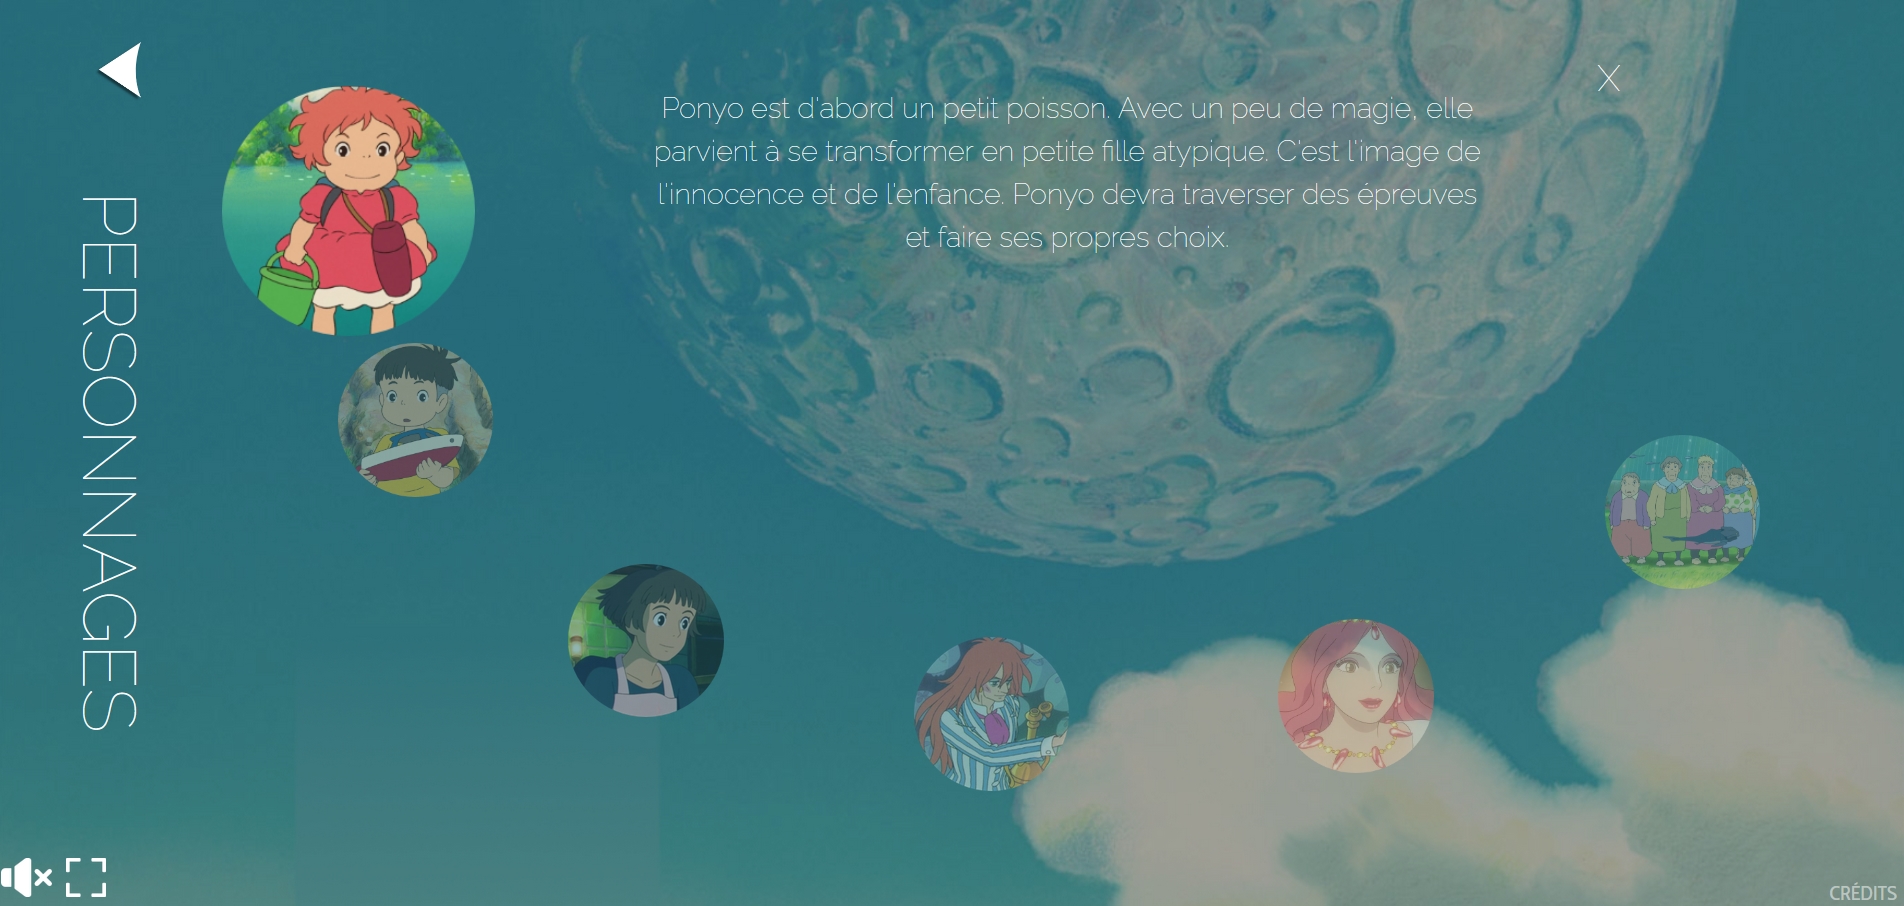 X
Ponyo est d'abord un petit poisson. Avec un peu de magie, elle
parvient à se transformer en petite fille atypique. C'est l'image de
l'innocence et de l'enfance. Ponyo devra traverser des épreuves
et faire ses propres choix.
PERSONNAGES
CRÉDITS